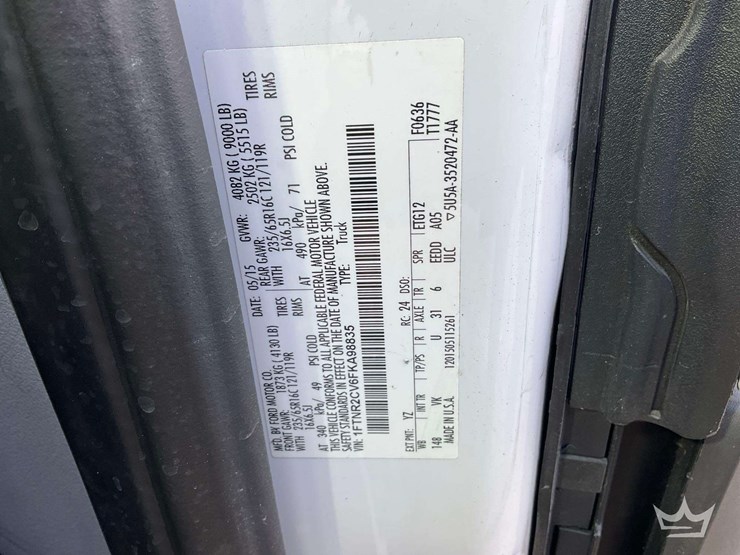 MFD. BY FORD MOTOR CO. DATE: 05/15 GVWR: 4082 KG ( 9000 LB)
FRONT GAWR: 1873 KG ( 4130 LB) REAR GAWR: 2502 KG ( 5515 LB)
WITH 235/65R16C 121/119R TIRES WITH 235/65R16C 121/119R TIRES
16X6.5J RIMS 16X6.5J RIMS
AT 340 kPa/ 49 PSI COLD AT 490 kPa/ 71 PSI COLD
THIS VEHICLE CONFORMS TO ALL APPLICABLE FEDERAL MOTOR VEHICLE
SAFETY STANDARDS IN EFFECT ON THE DATE OF MANUFACTURE SHOWN ABOVE.
VIN: 1FTNR2CV6FKA98835 TYPE: Truck
EXT PNT: YZ RC: 24 DSO: F0636
WB INT TR TP/PS R AXLE TR SPR ETG12 T1777
148 VK U 31 6 EEDD A05
MADE IN U.S.A. 1201505115261 ULC ▽5U5A-3520472-AA